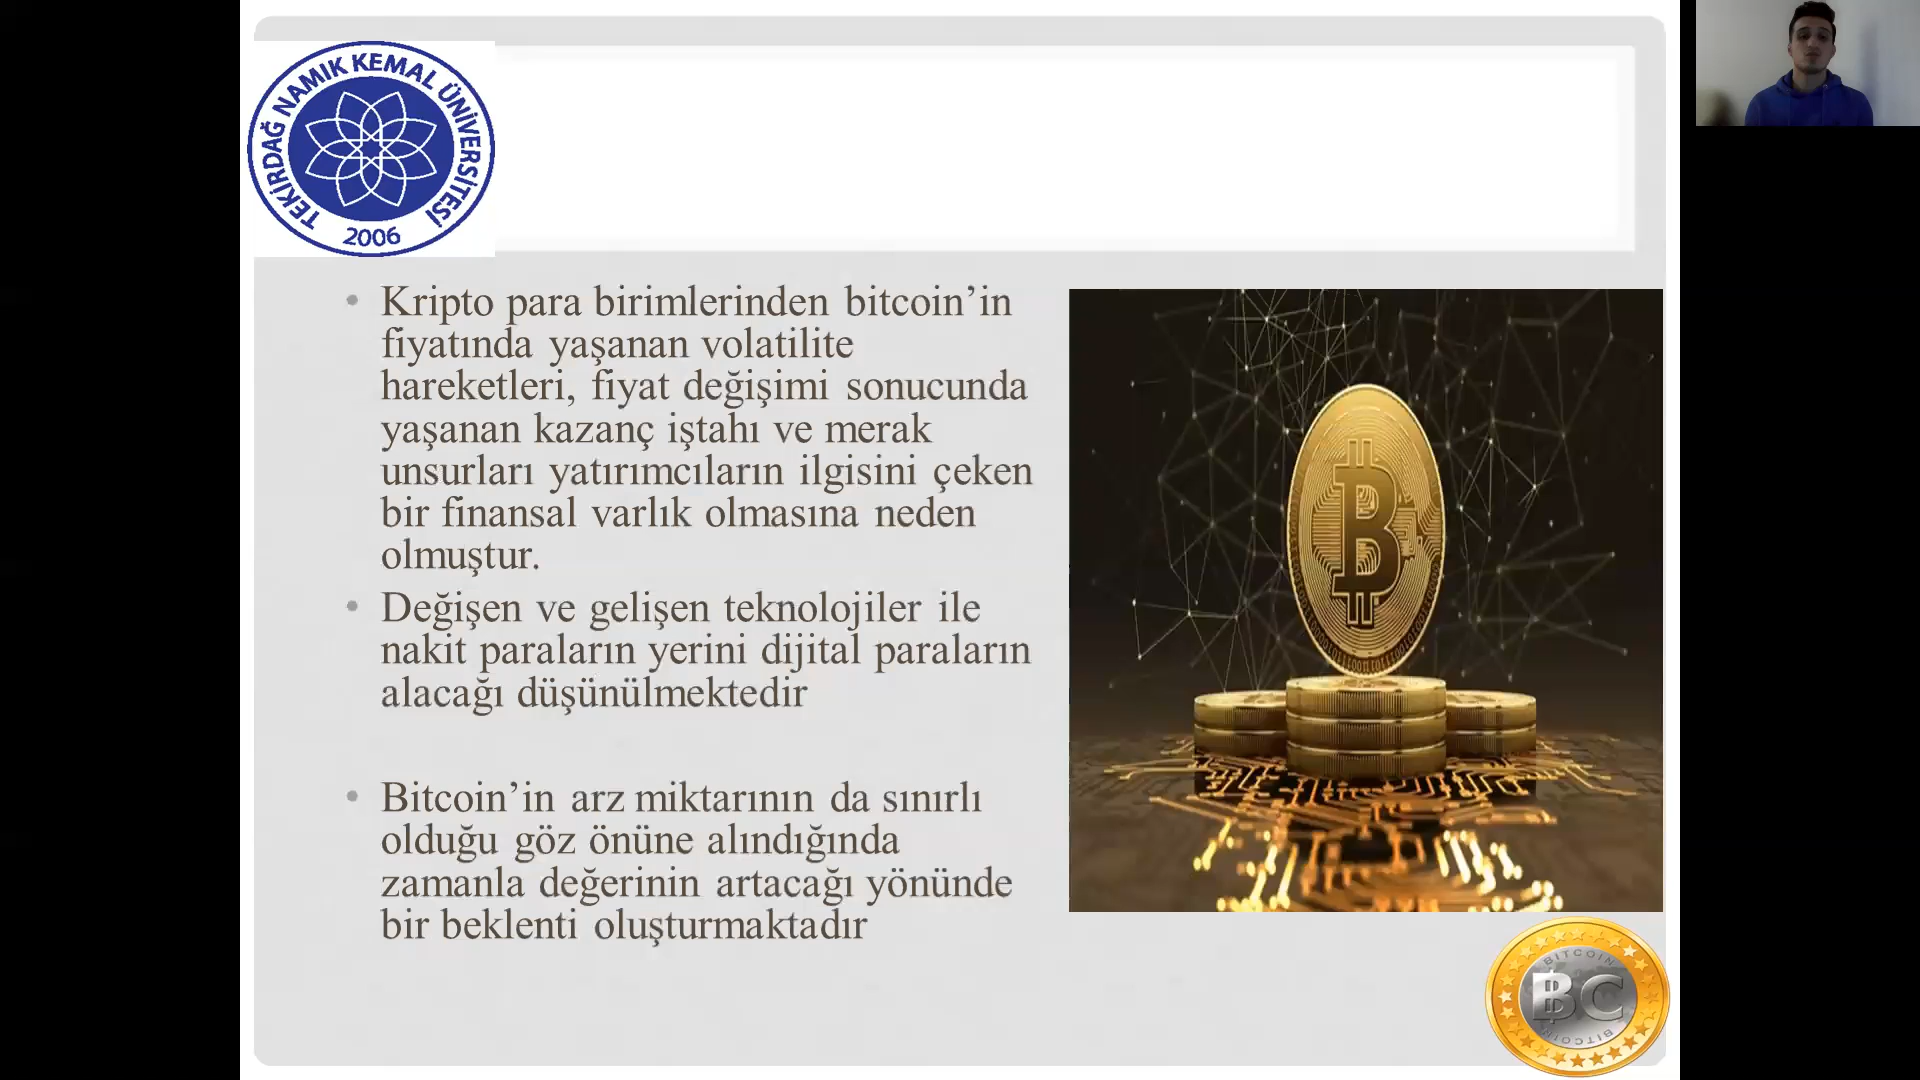 TEKİRDAĞ NAMIK KEMAL ÜNİVERSİTESİ
2006
• Kripto para birimlerinden bitcoin’in
fiyatında yaşanan volatilite
hareketleri, fiyat değişimi sonucunda
yaşanan kazanç iştahı ve merak
unsurları yatırımcıların ilgisini çeken
bir finansal varlık olmasına neden
olmuştur.
• Değişen ve gelişen teknolojiler ile
nakit paraların yerini dijital paraların
alacağı düşünülmektedir
• Bitcoin’in arz miktarının da sınırlı
olduğu göz önüne alındığında
zamanla değerinin artacağı yönünde
bir beklenti oluşturmaktadır
BITCOIN
BC
BITCOIN